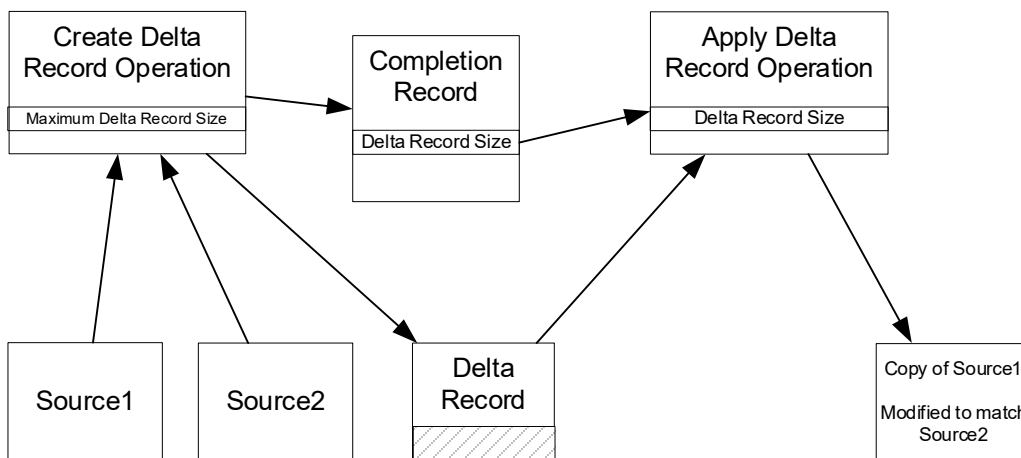 Create Delta
Record Operation
Maximum Delta Record Size
Completion
Record
Delta Record Size
Apply Delta
Record Operation
Delta Record Size
Source1
Source2
Delta
Record
Copy of Source1
Modified to match
Source2